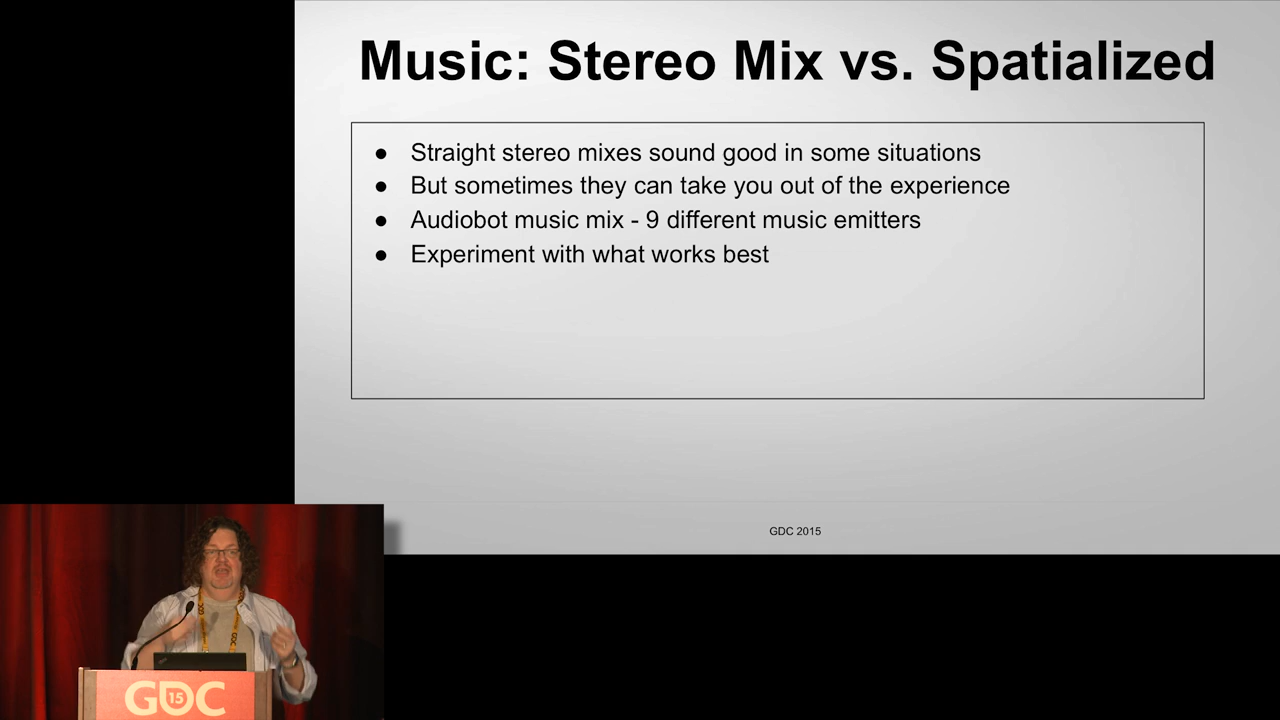 Music: Stereo Mix vs. Spatialized
● Straight stereo mixes sound good in some situations
● But sometimes they can take you out of the experience
● Audiobot music mix - 9 different music emitters
● Experiment with what works best
GDC 2015
GDC
15
GDC